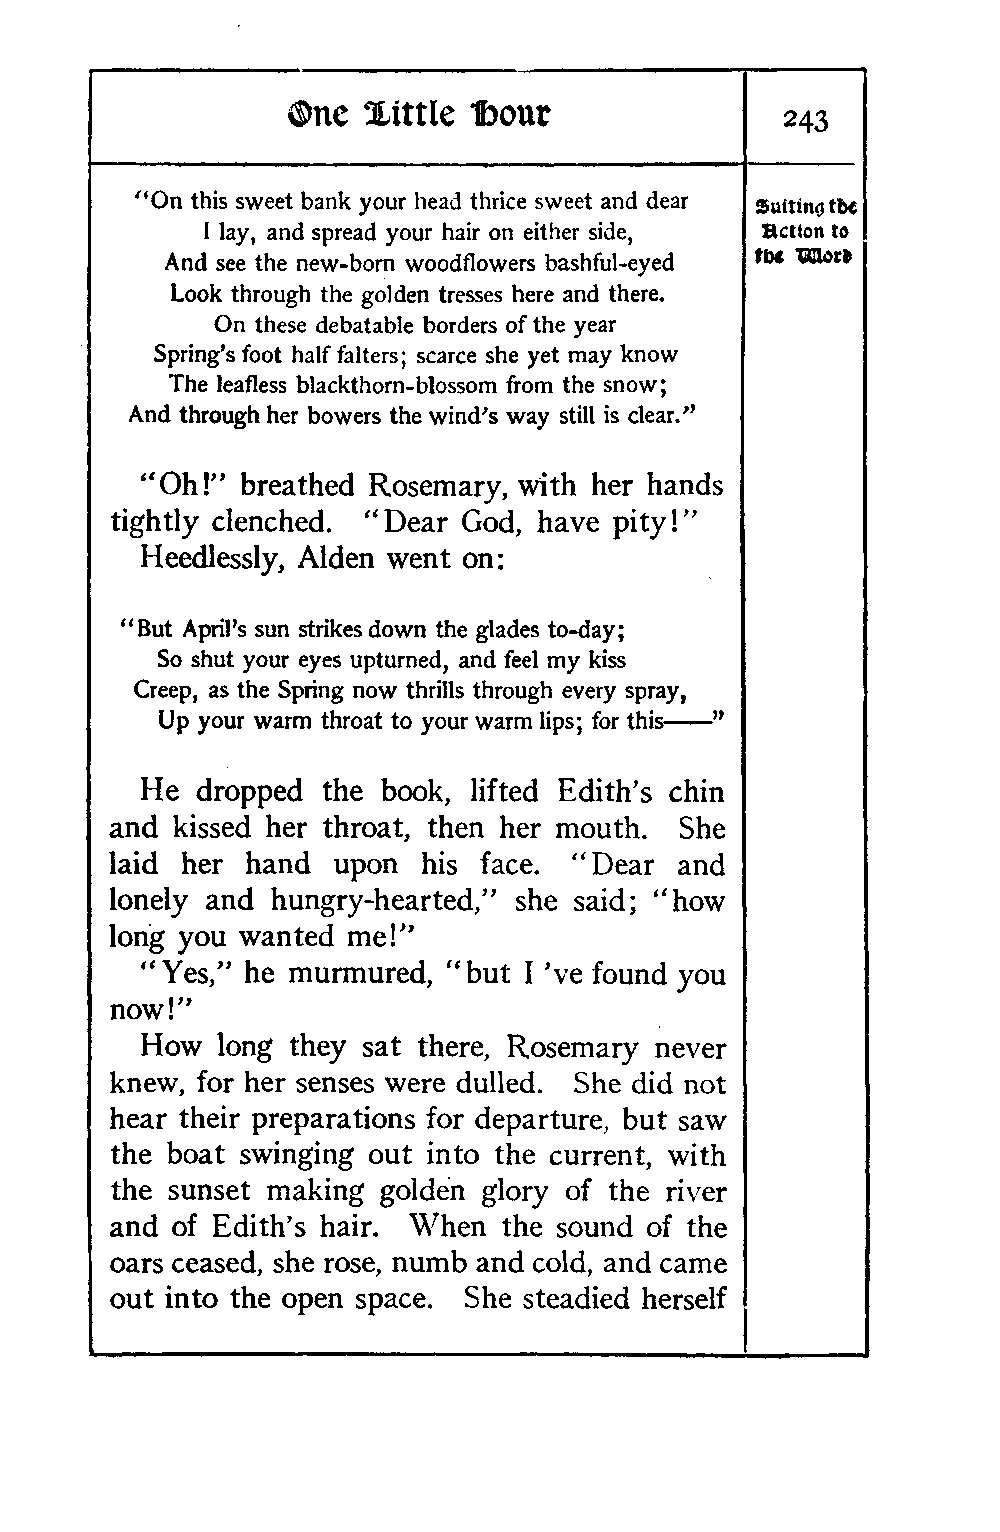 One Little Hour
243
"On this sweet bank your head thrice sweet and dear
I lay, and spread your hair on either side,
And see the new-born woodflowers bashful-eyed
Look through the golden tresses here and there.
On these debatable borders of the year
Spring's foot half falters; scarce she yet may know
The leafless blackthorn-blossom from the snow;
And through her bowers the wind's way still is clear."
Suiting the
Action to
the Word
"Oh!" breathed Rosemary, with her hands
tightly clenched. "Dear God, have pity!"
Heedlessly, Alden went on:
"But April's sun strikes down the glades to-day;
So shut your eyes upturned, and feel my kiss
Creep, as the Spring now thrills through every spray,
Up your warm throat to your warm lips; for this——"
He dropped the book, lifted Edith's chin
and kissed her throat, then her mouth. She
laid her hand upon his face. "Dear and
lonely and hungry-hearted," she said; "how
long you wanted me!"
"Yes," he murmured, "but I 've found you
now!"
How long they sat there, Rosemary never
knew, for her senses were dulled. She did not
hear their preparations for departure, but saw
the boat swinging out into the current, with
the sunset making golden glory of the river
and of Edith's hair. When the sound of the
oars ceased, she rose, numb and cold, and came
out into the open space. She steadied herself